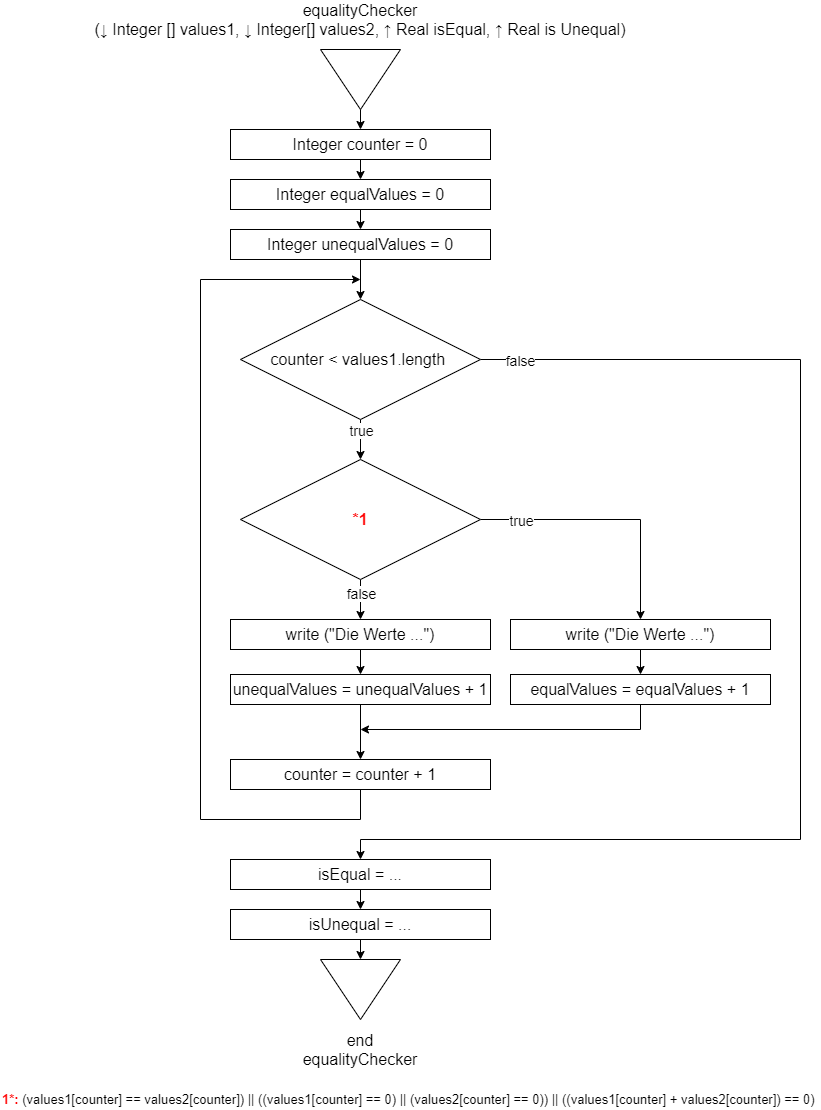 equalityChecker
(↓ Integer [] values1, ↓ Integer[] values2, ↑ Real isEqual, ↑ Real is Unequal)
Integer counter = 0
Integer equalValues = 0
Integer unequalValues = 0
counter < values1.length
false
true
*1
true
false
write ("Die Werte ...")
write ("Die Werte ...")
unequalValues = unequalValues + 1
equalValues = equalValues + 1
counter = counter + 1
isEqual = ...
isUnequal = ...
end
equalityChecker
1*: (values1[counter] == values2[counter]) || ((values1[counter] == 0) || (values2[counter] == 0)) || ((values1[counter] + values2[counter]) == 0)